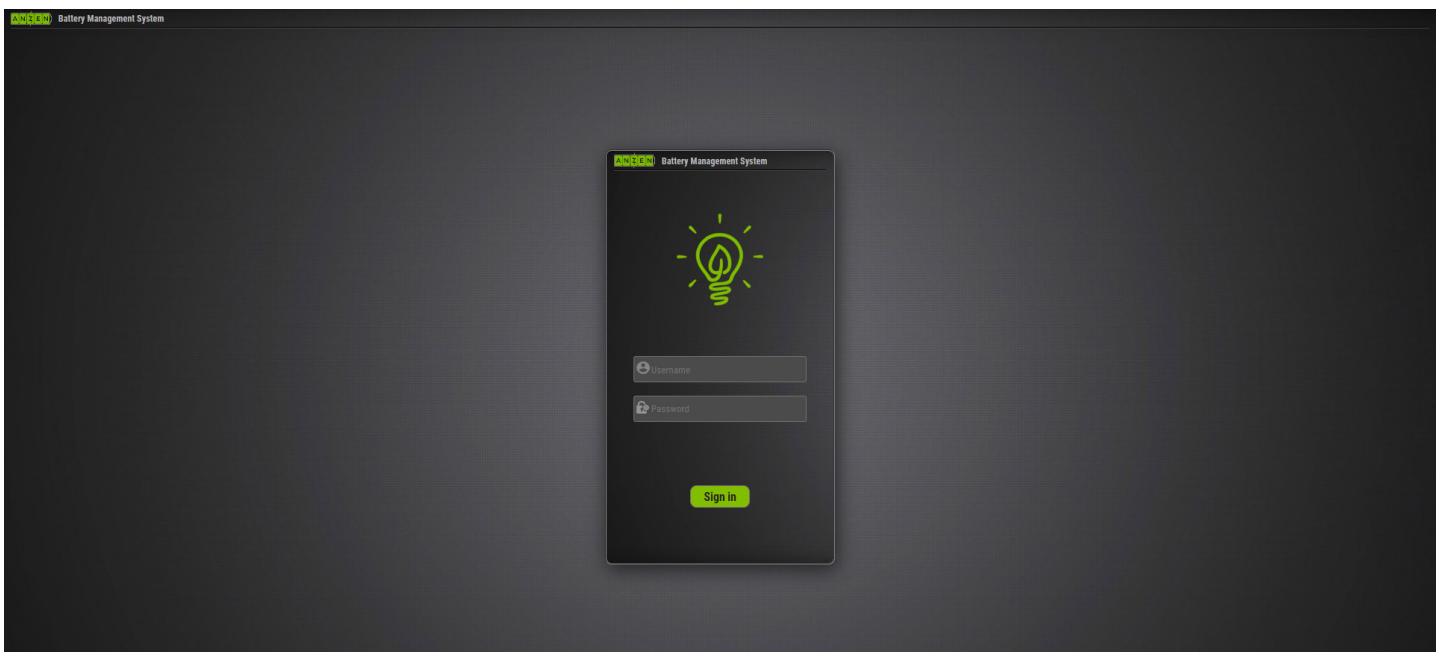 ANZEN Battery Management System
ANZEN Battery Management System
Username
Password
Sign in